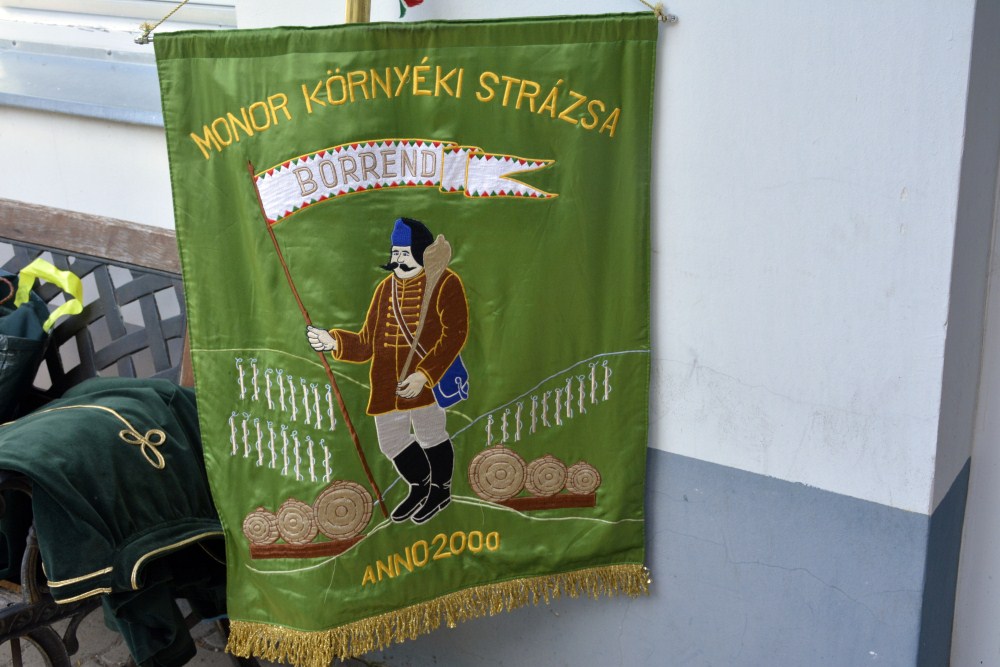 MONOR KÖRNYÉKI STRÁZSA
BORREND
ANNO·2000